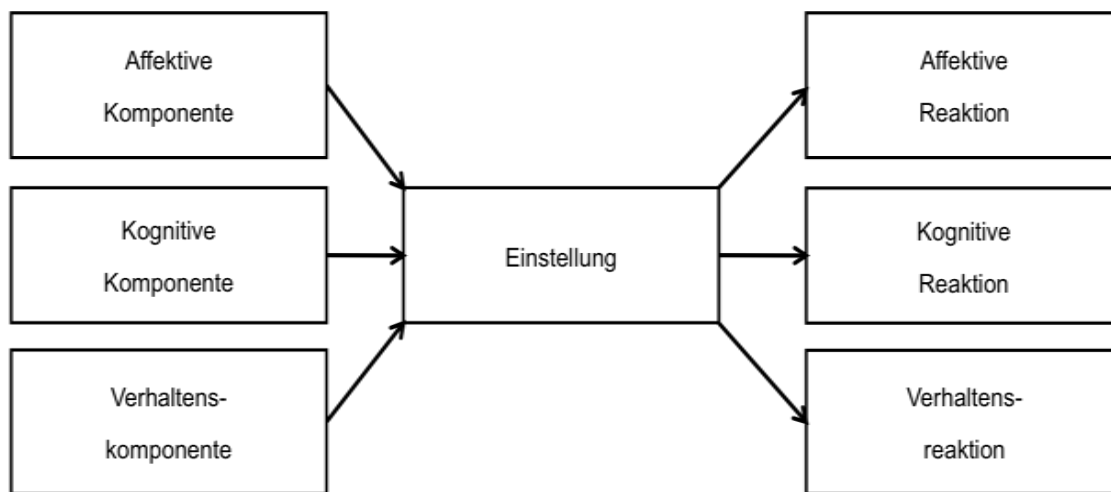 Affektive
Komponente
Kognitive
Komponente
Verhaltens-
komponente
Einstellung
Affektive
Reaktion
Kognitive
Reaktion
Verhaltens-
reaktion